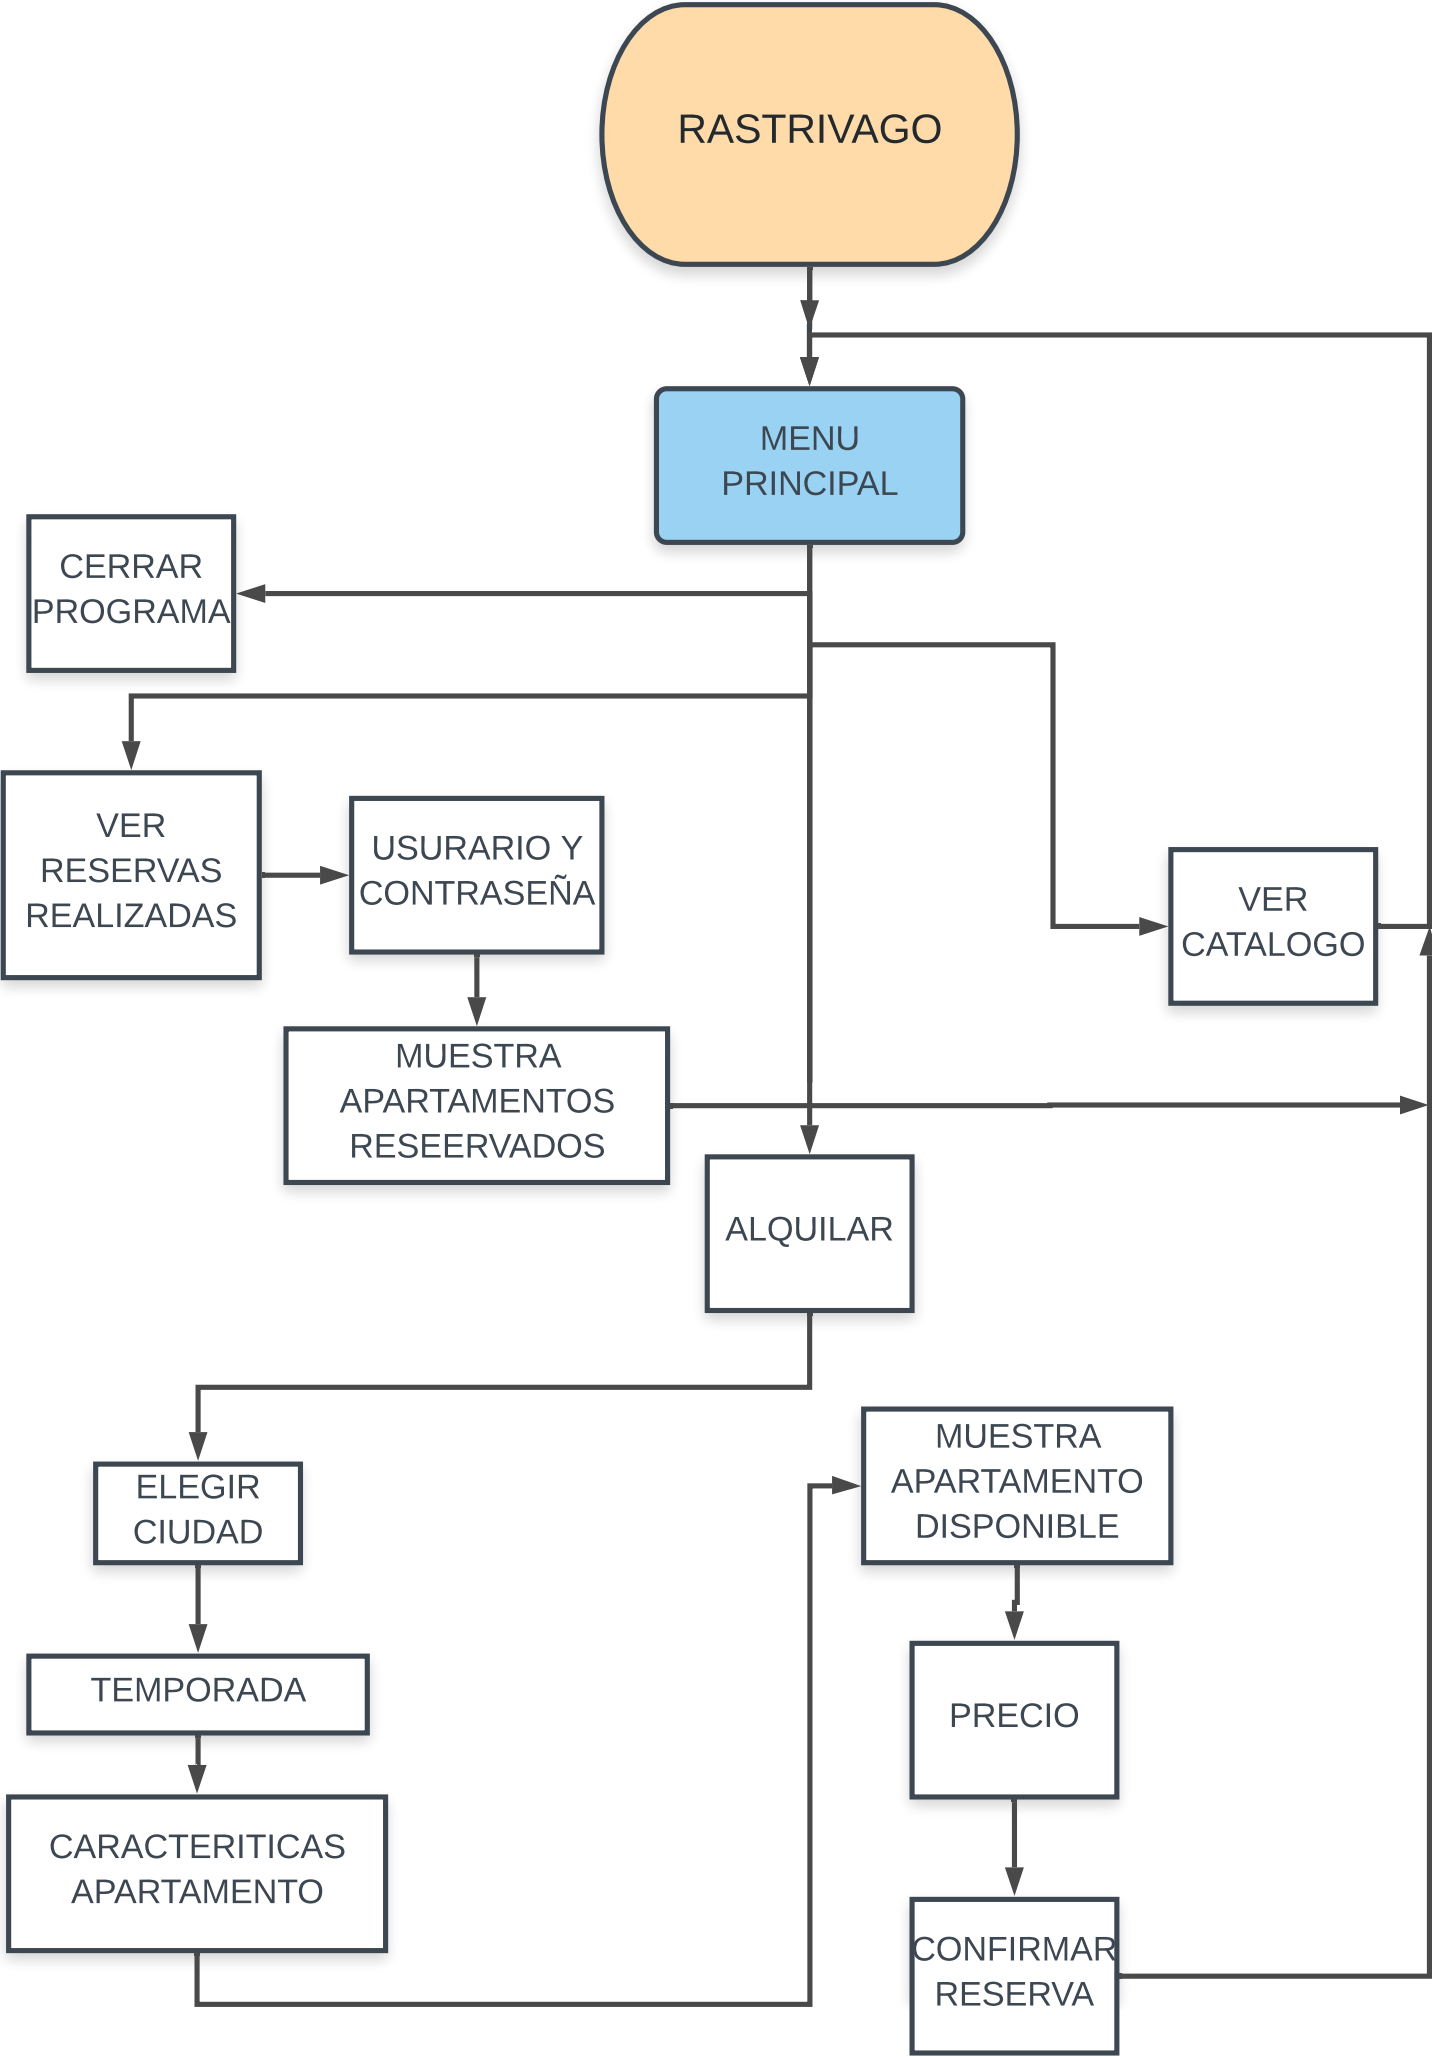 RASTRIVAGO
MENU
PRINCIPAL
CERRAR
PROGRAMA
VER
RESERVAS
REALIZADAS
USURARIO Y
CONTRASEÑA
VER
CATALOGO
MUESTRA
APARTAMENTOS
RESEERVADOS
ALQUILAR
ELEGIR
CIUDAD
MUESTRA
APARTAMENTO
DISPONIBLE
TEMPORADA
PRECIO
CARACTERITICAS
APARTAMENTO
CONFIRMAR
RESERVA